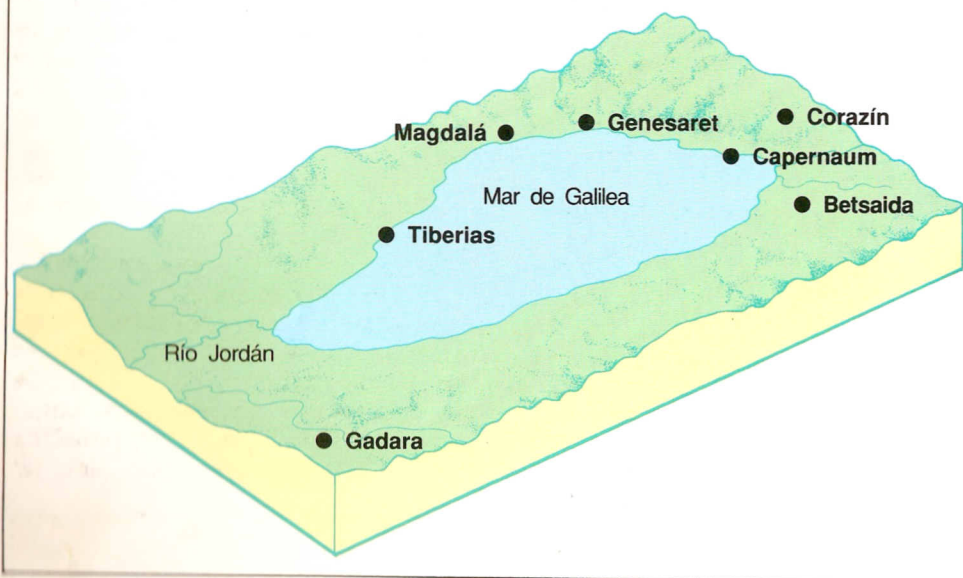 Corazín
Genesaret
Magdalá
Capernaum
Mar de Galilea
Betsaida
Tiberias
Río Jordán
Gadara